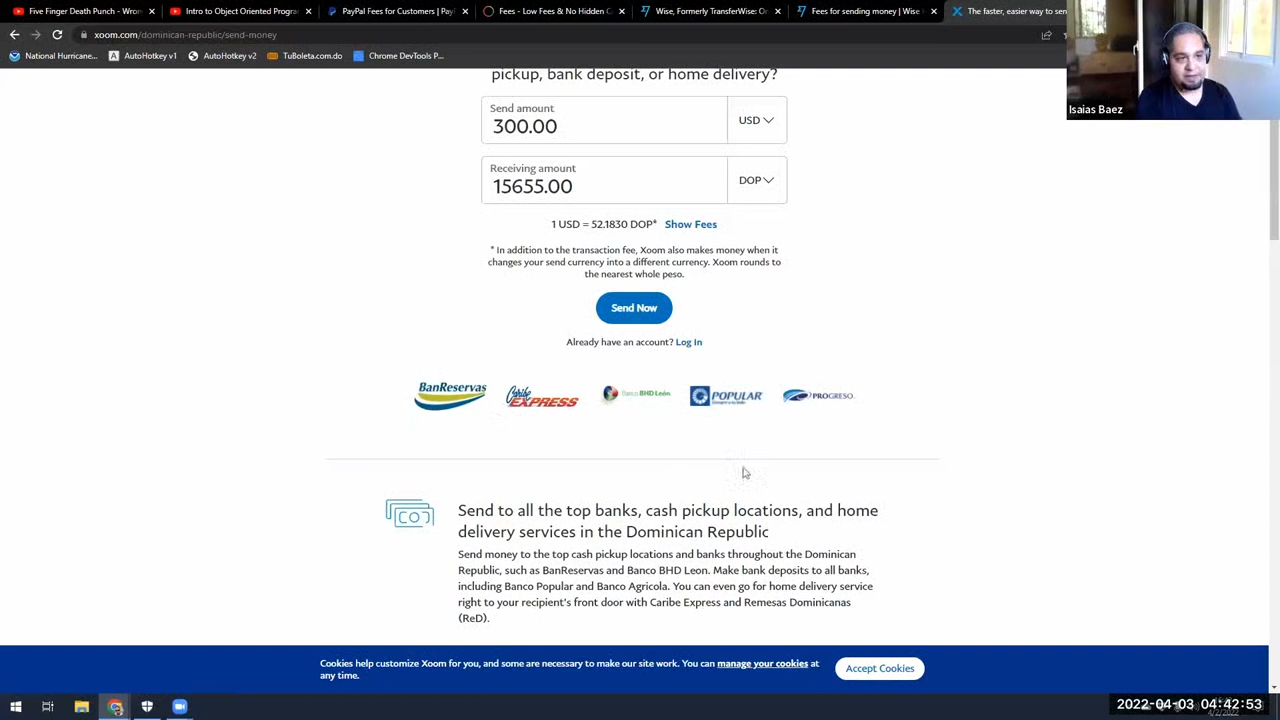 Five Finger Death Punch - Wron
Intro to Object Oriented Progra
PayPal Fees for Customers | Pay
Fees - Low Fees & No Hidden C
Wise, Formerly TransferWise: On
Fees for sending money | Wise
The faster, easier way to sen
xoom.com/dominican-republic/send-money
National Hurricane...
AutoHotkey v1
AutoHotkey v2
TuBoleta.com.do
Chrome DevTools P...
Isaias Baez
pickup, bank deposit, or home delivery?
Send amount
300.00
USD
Receiving amount
15655.00
DOP
1 USD = 52.1830 DOP* Show Fees
* In addition to the transaction fee, Xoom also makes money when it
changes your send currency into a different currency. Xoom rounds to
the nearest whole peso.
Send Now
Already have an account? Log In
BanReservas
Caribe EXPRESS
Banco BHD León
POPULAR
PROGRESO
Send to all the top banks, cash pickup locations, and home
delivery services in the Dominican Republic
Send money to the top cash pickup locations and banks throughout the Dominican
Republic, such as BanReservas and Banco BHD Leon. Make bank deposits to all banks,
including Banco Popular and Banco Agricola. You can even go for home delivery service
right to your recipient's front door with Caribe Express and Remesas Dominicanas
(ReD).
Cookies help customize Xoom for you, and some are necessary to make our site work. You can manage your cookies at
any time.
Accept Cookies
2022-04-03 04:42:53